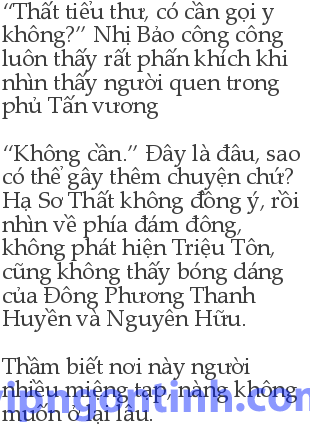 “Thất tiểu thư, có cần gọi y
không?” Nhị Bảo công công
luôn thấy rất phấn khích khi
nhìn thấy người quen trong
phủ Tấn vương
“Không cần.” Đây là đâu, sao
có thể gây thêm chuyện chứ?
Hạ Sơ Thất không đồng ý, rồi
nhìn về phía đám đông,
không phát hiện Triệu Tôn,
cũng không thấy bóng dáng
của Đông Phương Thanh
Huyền và Nguyên Hữu.
Thầm biết nơi này người
nhiều miệng tạp, nàng không
muốn ở lại lâu.
vipngontinh.com